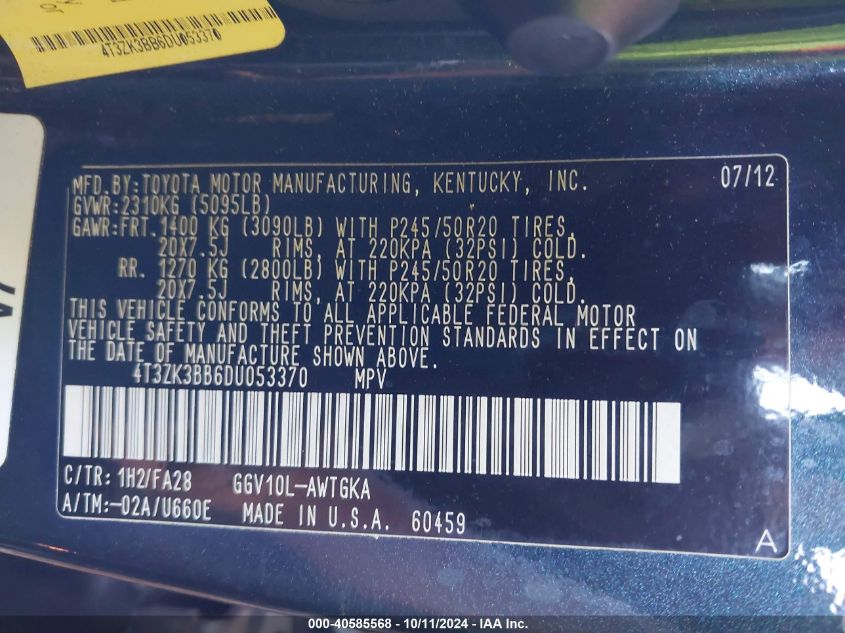 4T3ZK3BB6DU053370
MFD.BY:TOYOTA MOTOR MANUFACTURING, KENTUCKY, INC. 07/12
GVWR:2310KG (5095LB)
GAWR:FRT.1400 KG (3090LB) WITH P245/50R20 TIRES,
20X7.5J RIMS, AT 220KPA (32PSI) COLD.
RR. 1270 KG (2800LB) WITH P245/50R20 TIRES,
20X7.5J RIMS, AT 220KPA (32PSI) COLD.
THIS VEHICLE CONFORMS TO ALL APPLICABLE FEDERAL MOTOR
VEHICLE SAFETY AND THEFT PREVENTION STANDARDS IN EFFECT ON
THE DATE OF MANUFACTURE SHOWN ABOVE.
4T3ZK3BB6DU053370 MPV
C/TR: 1H2/FA28 GGV10L-AWTGKA
A/TM:-02A/U660E MADE IN U.S.A. 60459
A
000-40585568 - 10/11/2024 - IAA Inc.